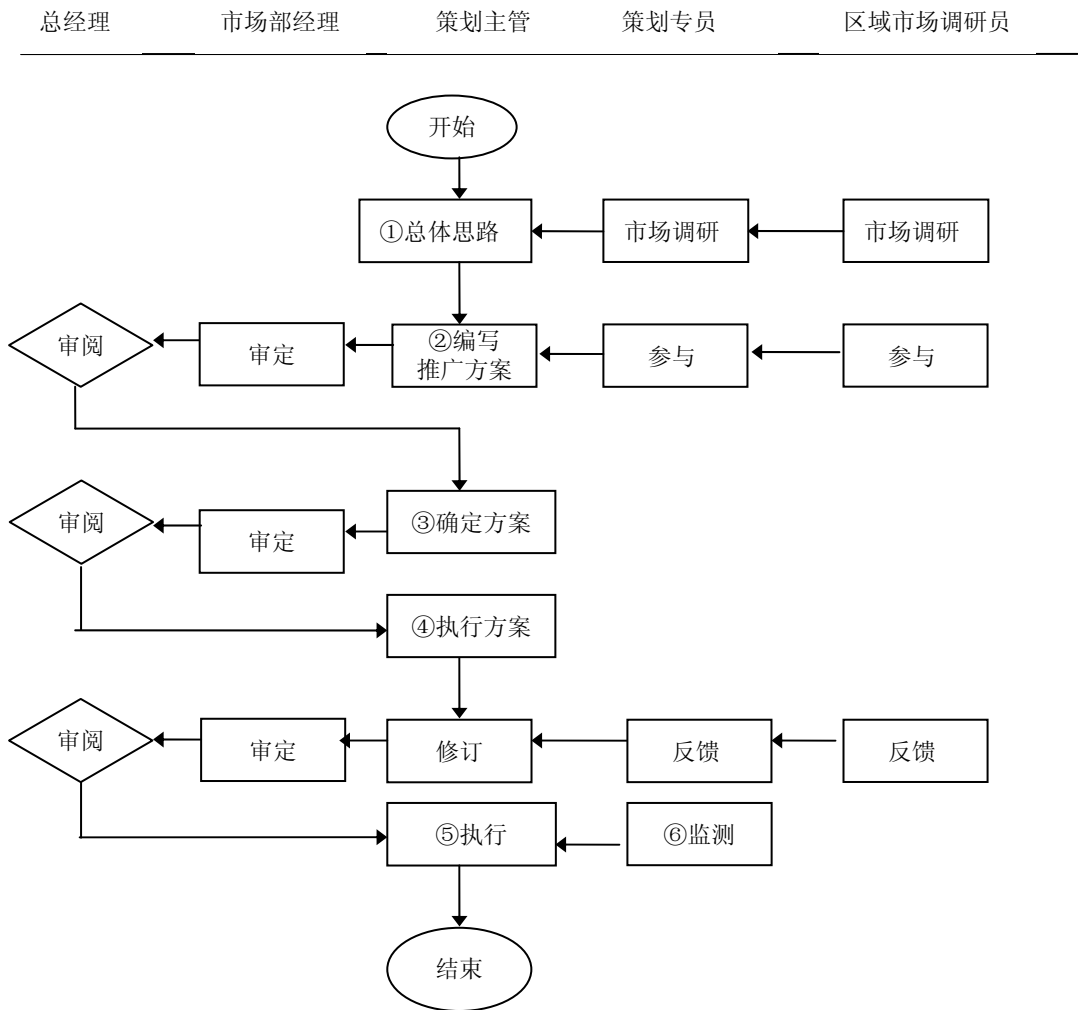 总经理 市场部经理 策划主管 策划专员 区域市场调研员
开始
①总体思路 市场调研 市场调研
审阅 审定 ②编写 参与 参与
推广方案
审阅 审定 ③确定方案
④执行方案
审阅 审定 修订 反馈 反馈
⑤执行 ⑥监测
结束